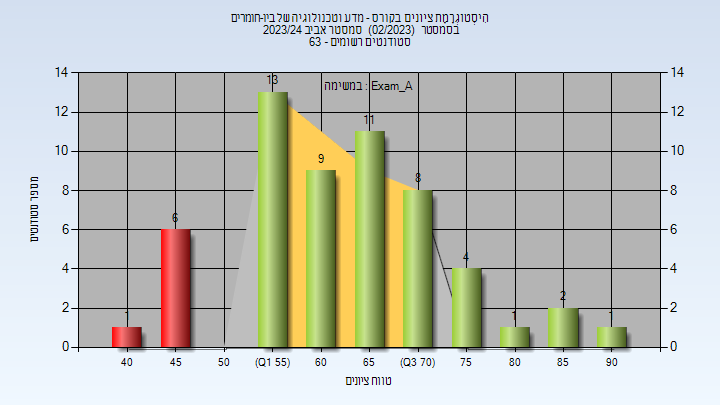 היסטוגרמת ציונים בקורס - מדע וטכנולוגיה של ביו-חומרים
בסמסטר (02/2023) סמסטר אביב 2023/24
סטודנטים רשומים - 63
במשימה : Exam_A
14 14
12 12
10 10
8 8
6 6
4 4
2 2
0 0
1 6 13 9 11 8 4 1 2 1
מספר סטודנטים
40 45 50 (Q1 55) 60 65 (Q3 70) 75 80 85 90
טווח ציונים